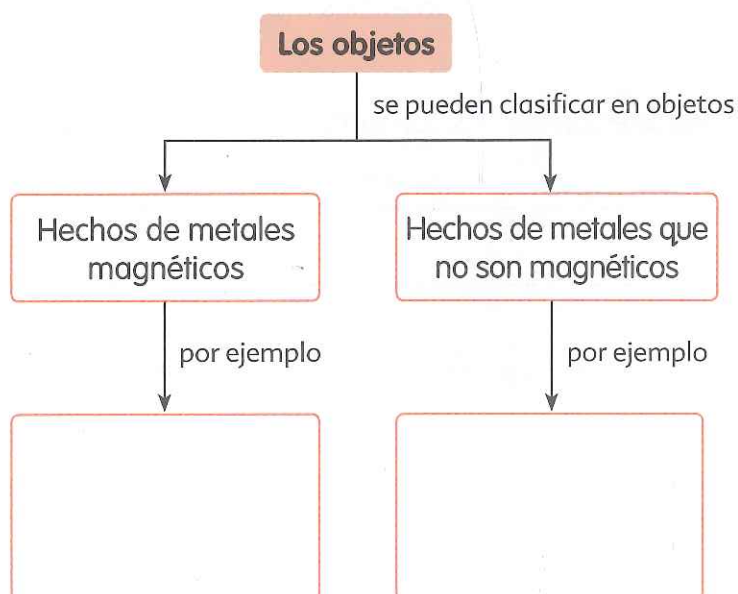 Los objetos
se pueden clasificar en objetos
Hechos de metales
magnéticos
Hechos de metales que
no son magnéticos
por ejemplo
por ejemplo